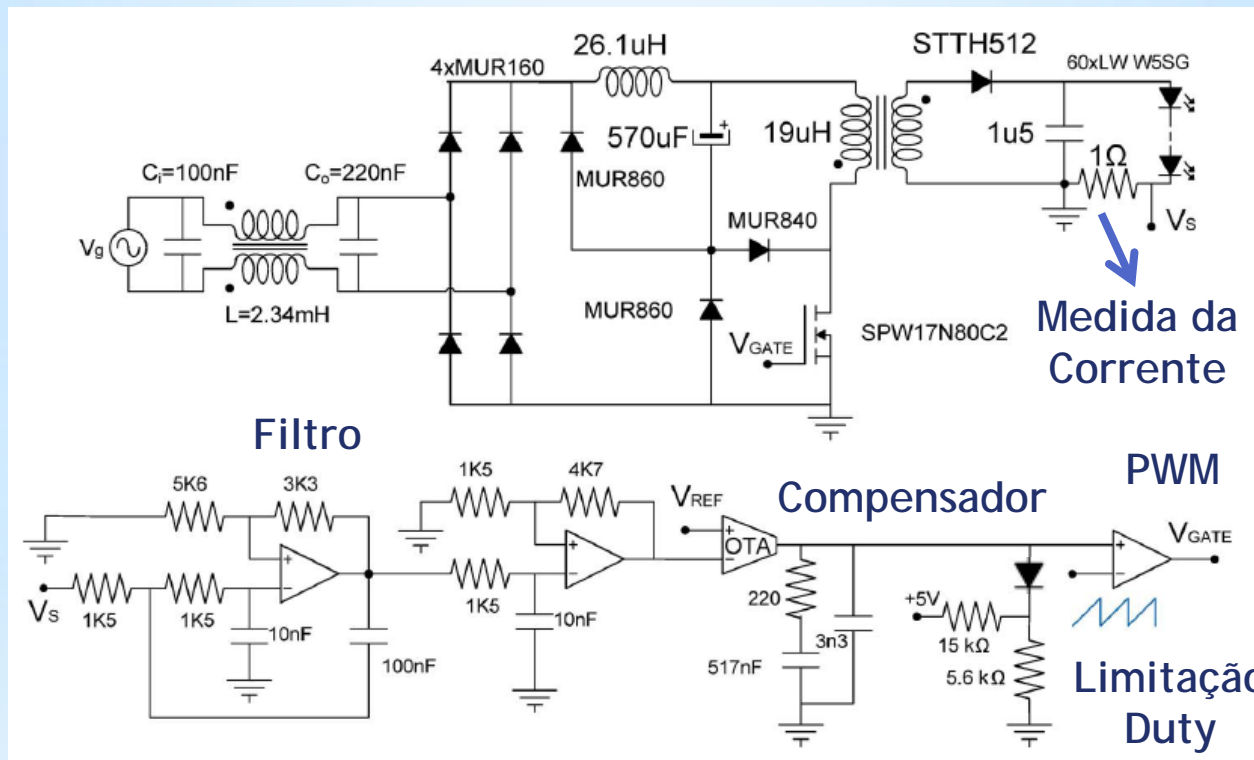 26.1uH
STTH512
4xMUR160
60xLW W5SG
570uF
+
19uH
1u5
1Ω
Ci=100nF
Co=220nF
MUR860
MUR840
VS
Vg
L=2.34mH
MUR860
VGATE
SPW17N80C2
Medida da
Corrente
Filtro
5K6
3K3
1K5
4K7
VREF
Compensador
PWM
VGATE
+
-
+
-
+
-
OTA
+
-
VS
1K5
1K5
10nF
100nF
1K5
10nF
220
3n3
517nF
+5V
15 kΩ
5.6 kΩ
Limitação
Duty